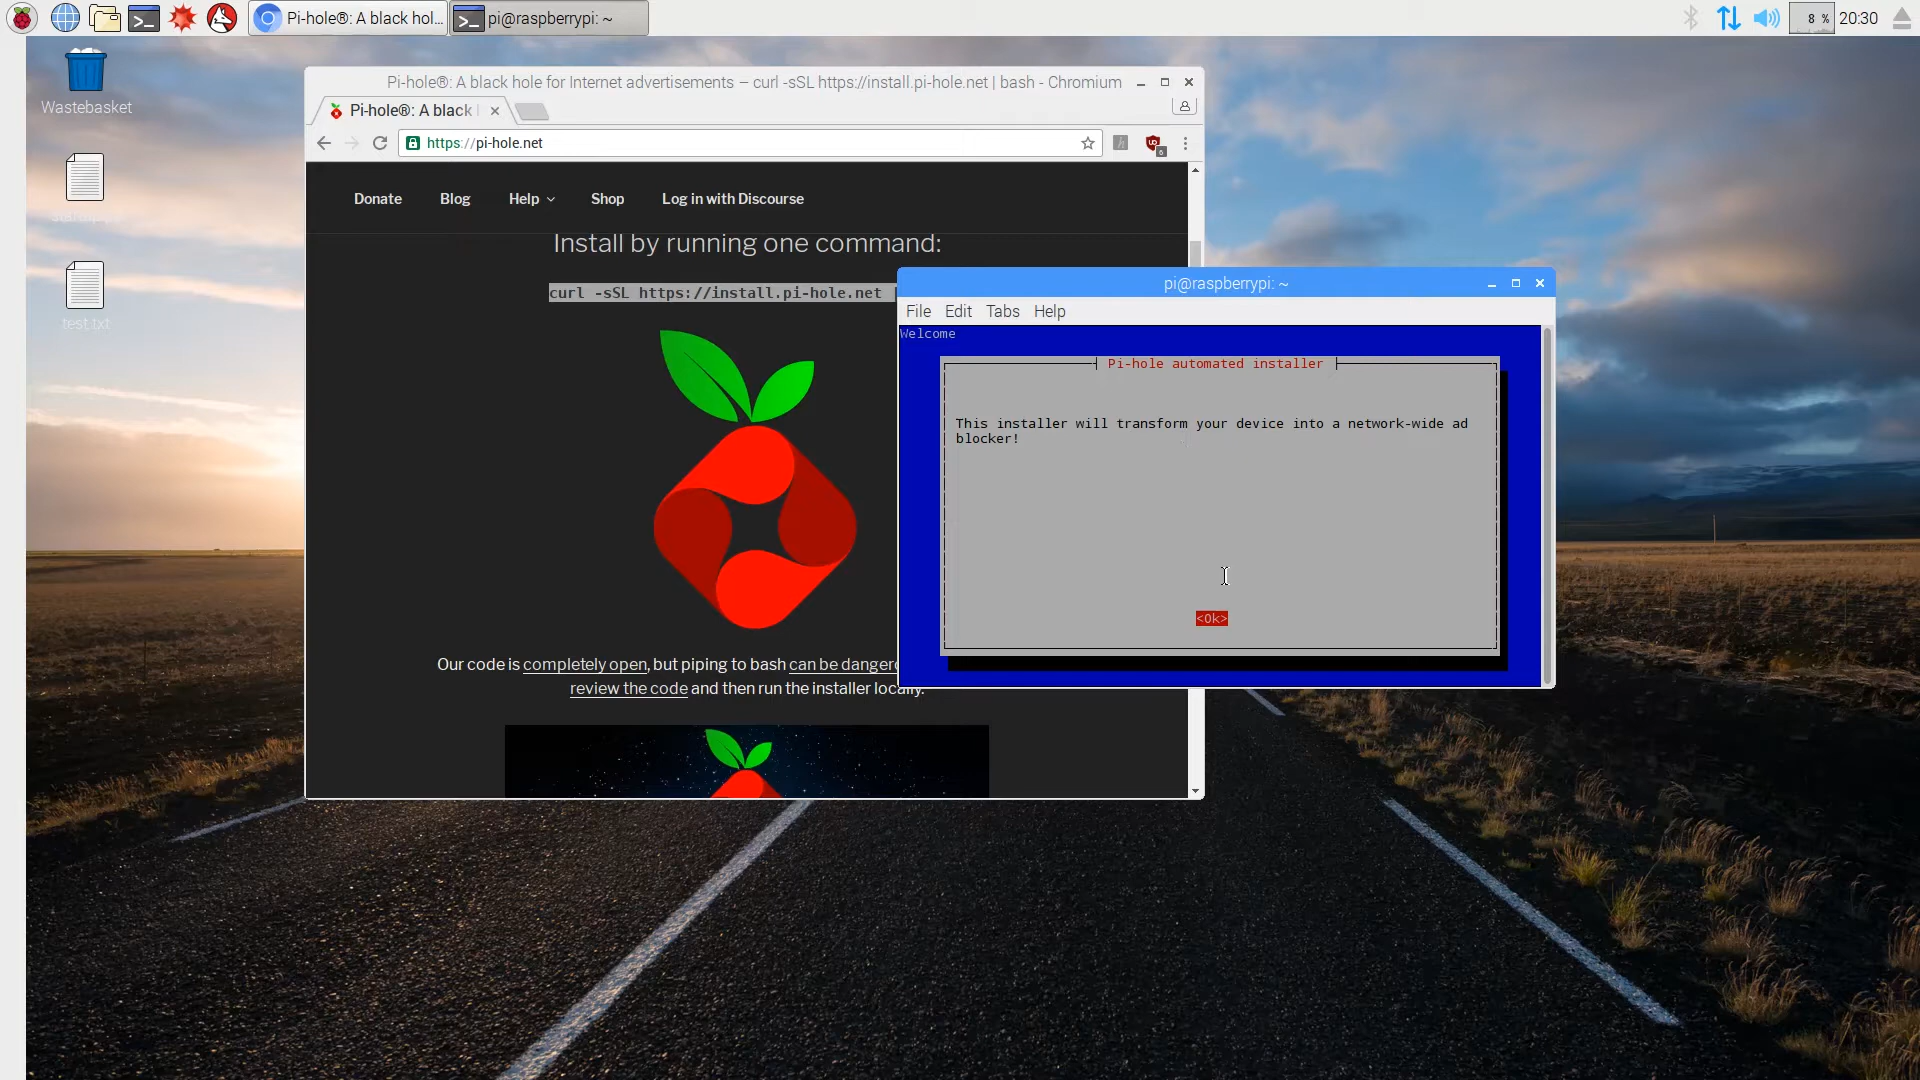 Pi-hole®: A black hol...
pi@raspberrypi: ~
8 %
20:30
Wastebasket
test.txt
Pi-hole®: A black hole for Internet advertisements – curl -sSL https://install.pi-hole.net | bash - Chromium
Pi-hole®: A black
https://pi-hole.net
6
Donate
Blog
Help
Shop
Log in with Discourse
Install by running one command:
curl -sSL https://install.pi-hole.net |
Our code is completely open, but piping to bash can be dangero
review the code and then run the installer locally.
pi@raspberrypi: ~
File Edit Tabs Help
Welcome
Pi-hole automated installer
This installer will transform your device into a network-wide ad
blocker!
<Ok>